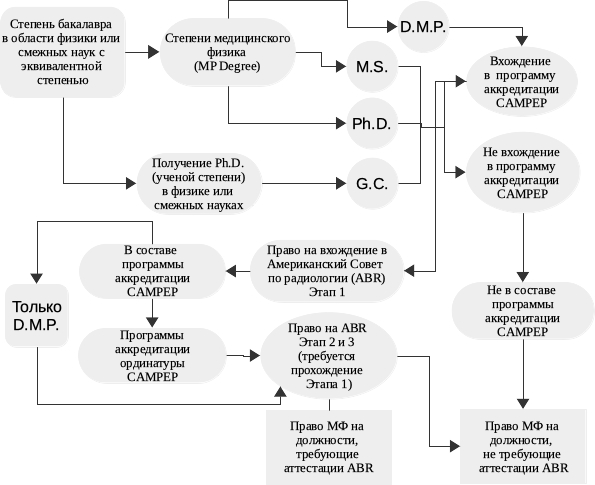 Степень бакалавра
в области физики или
смежных наук с
эквивалентной
степенью
Степени медицинского
физика
(MP Degree)
D.M.P.
M.S.
Ph.D.
G.C.
Вхождение
в программу
аккредитации
CAMPEP
Получение Ph.D.
(ученой степени)
в физике или
смежных науках
Не вхождение
в программу
аккредитации
CAMPEP
В составе
программы
аккредитации
CAMPEP
Право на вхождение в
Американский Совет
по радиологии (ABR)
Этап 1
Не в составе
программы
аккредитации
CAMPEP
Только
D.M.P.
Программы
аккредитации
ординатуры
CAMPEP
Право на ABR
Этап 2 и 3
(требуется
прохождение
Этапа 1)
Право МФ на
должности,
требующие
аттестации ABR
Право МФ на
должности,
не требующие
аттестации ABR